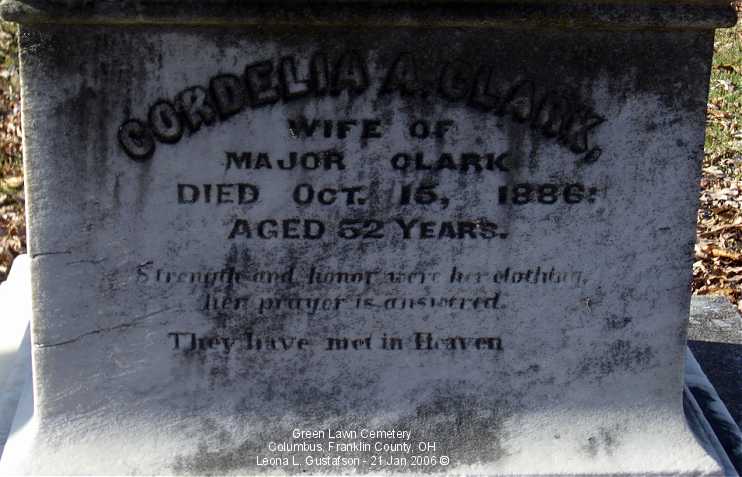 CORDELIA A. CLARK,
WIFE OF
MAJOR CLARK
DIED OCT. 15, 1886:
AGED 52 YEARS.
Strength and honor were her clothing,
her prayer is answered.
They have met in Heaven
Green Lawn Cemetery
Columbus, Franklin County, OH
Leona L. Gustafson - 21 Jan 2006 ©